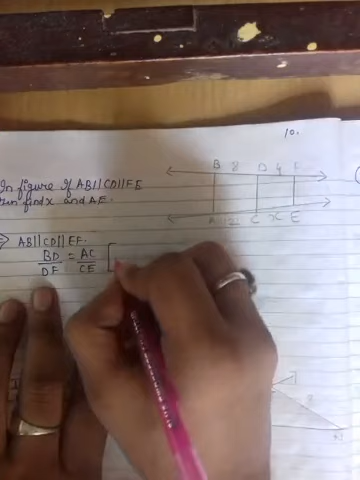 10.
In figure if AB||CD||FE
then find x and AE.
B 8 D 4 F
A 12 C x E
=> AB||CD||EF.
BD = AC [
DF CE